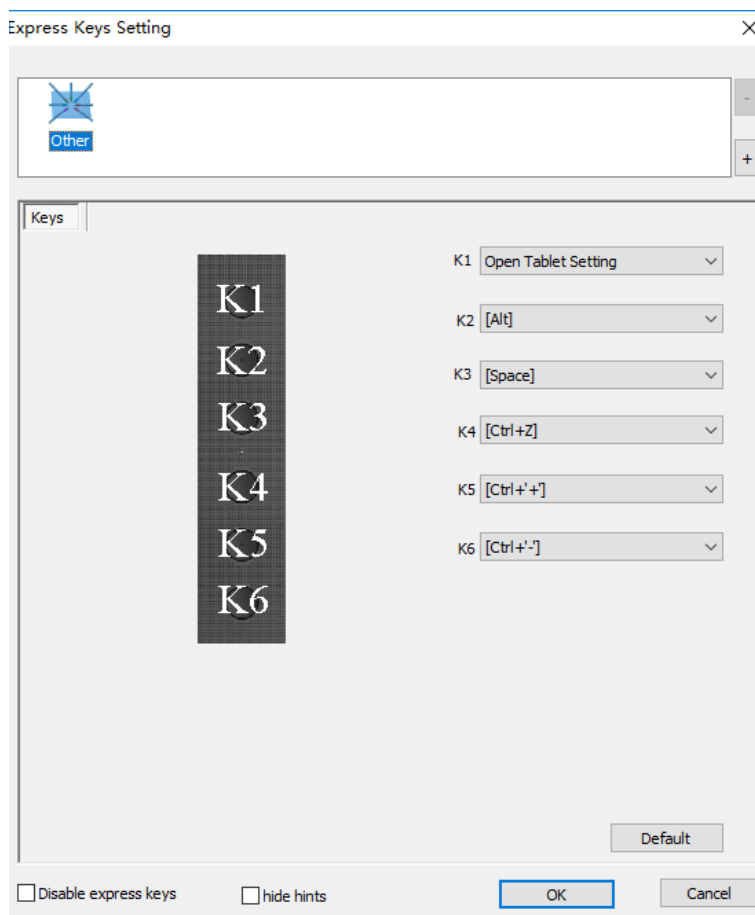 Express Keys Setting
-
Other
+
Keys
K1
K2
K3
K4
K5
K6
K1 Open Tablet Setting
K2 [Alt]
K3 [Space]
K4 [Ctrl+Z]
K5 [Ctrl+'+']
K6 [Ctrl+'-']
Default
Disable express keys
hide hints
OK
Cancel